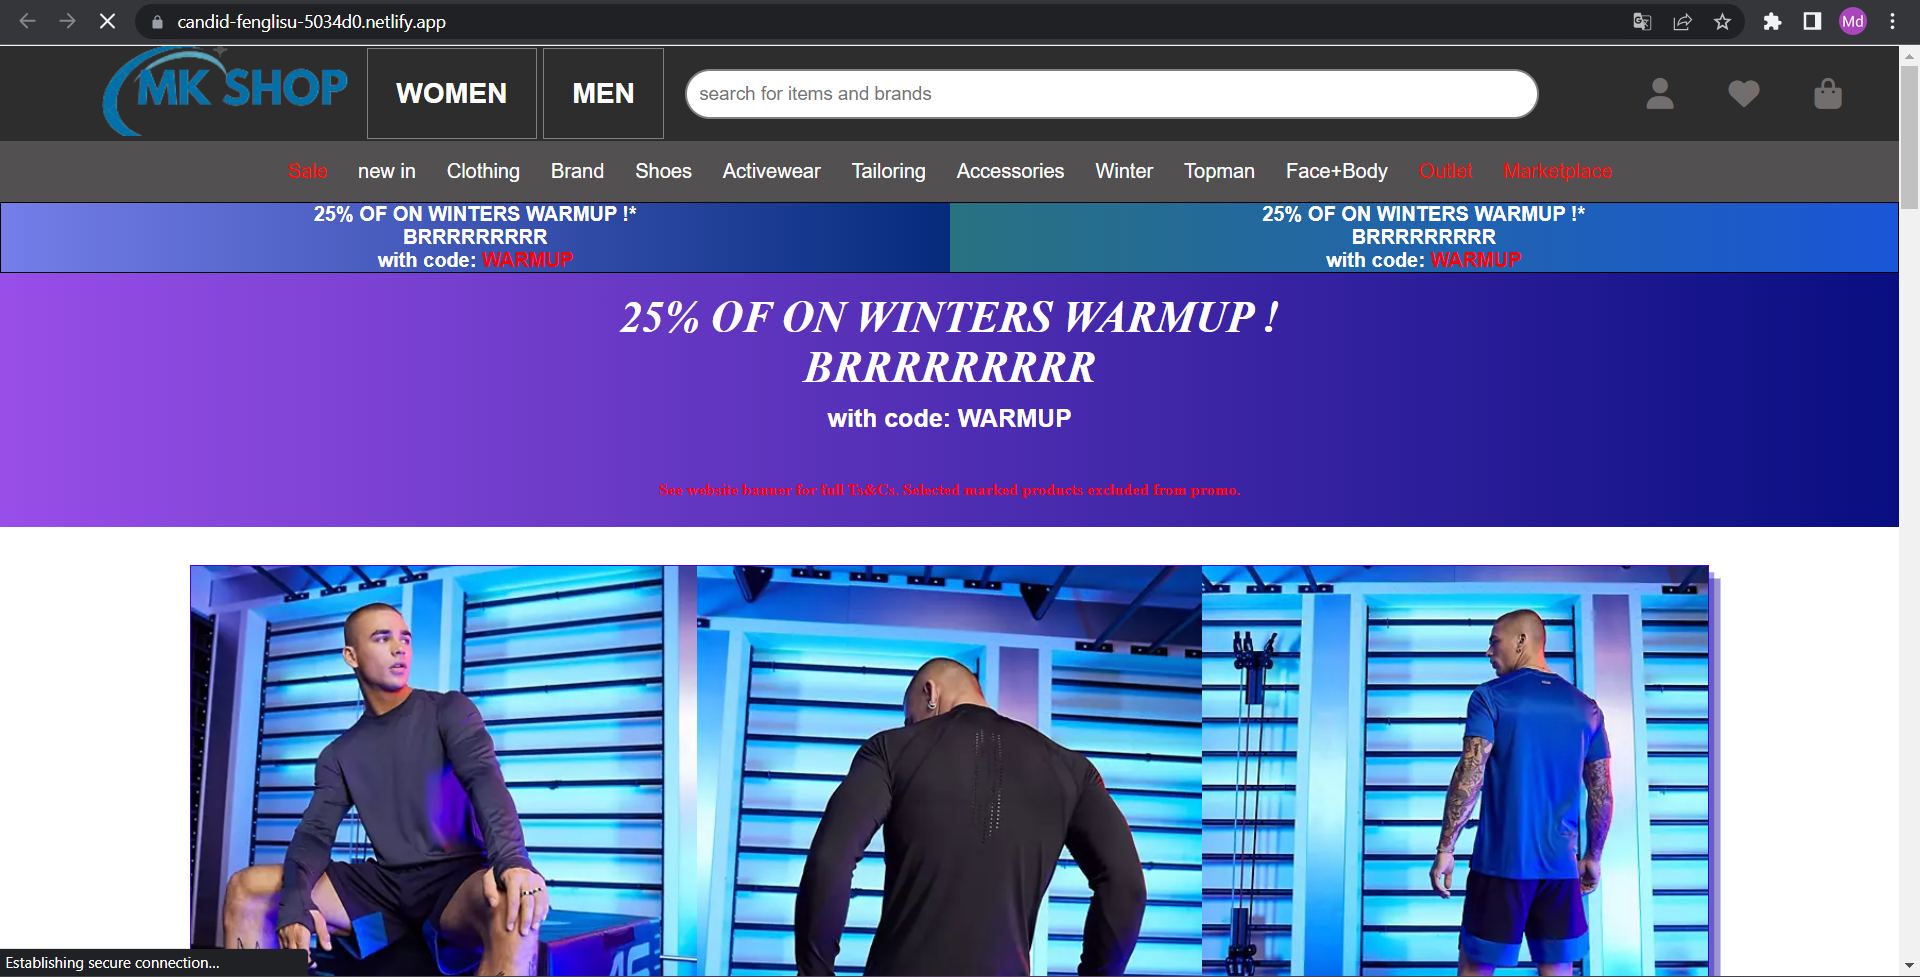 candid-fenglisu-5034d0.netlify.app
Md
MK SHOP
WOMEN
MEN
search for items and brands
Sale new in Clothing Brand Shoes Activewear Tailoring Accessories Winter Topman Face+Body Outlet Marketplace
25% OF ON WINTERS WARMUP !*
BRRRRRRRRR
with code: WARMUP
25% OF ON WINTERS WARMUP !*
BRRRRRRRRR
with code: WARMUP
25% OF ON WINTERS WARMUP !
BRRRRRRRRR
with code: WARMUP
See website banner for full Ts&Cs. Selected marked products excluded from promo.
Establishing secure connection...